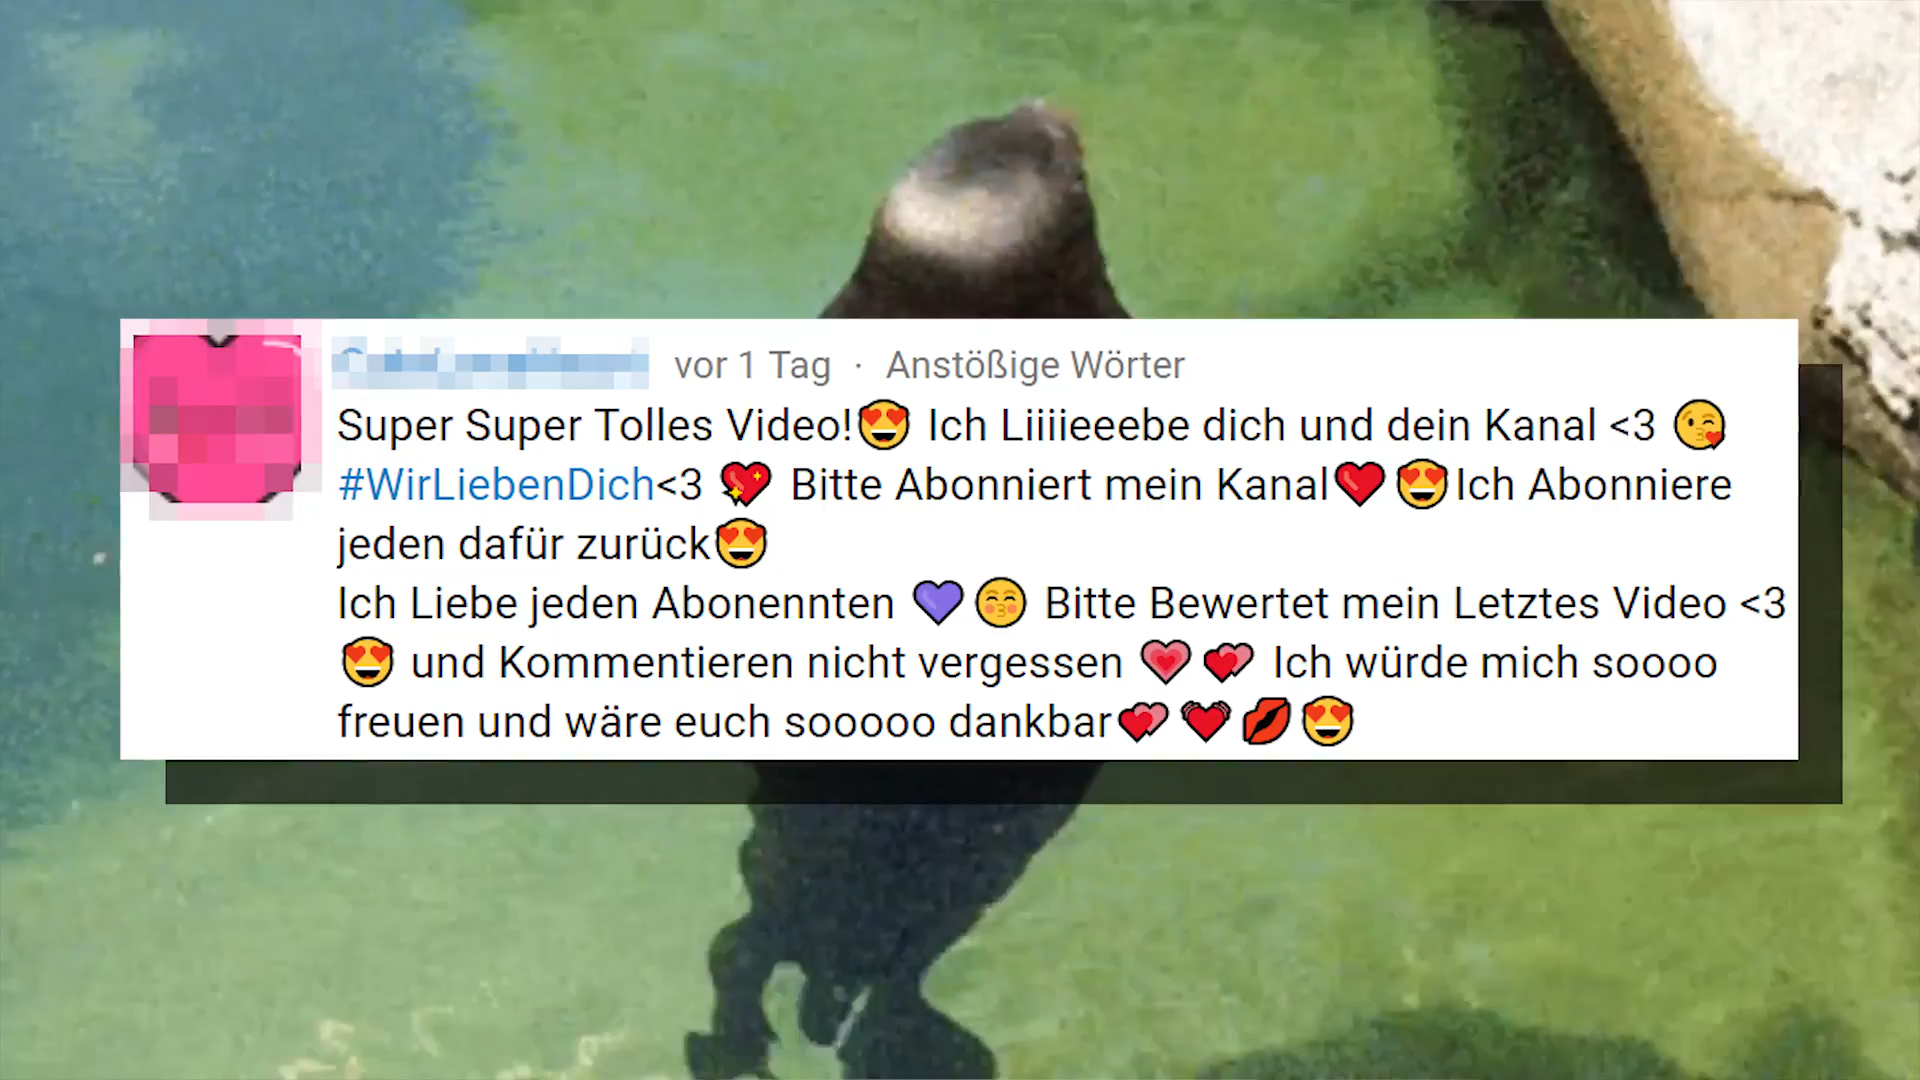 vor 1 Tag · Anstößige Wörter
Super Super Tolles Video!😍 Ich Liiiieeebe dich und dein Kanal <3 😘
#WirLiebenDich<3 💖 Bitte Abonniert mein Kanal❤️😍Ich Abonniere
jeden dafür zurück😍
Ich Liebe jeden Abonennten 💜😚 Bitte Bewertet mein Letztes Video <3
😍 und Kommentieren nicht vergessen 💗💕 Ich würde mich soooo
freuen und wäre euch sooooo dankbar💕💓💋😍